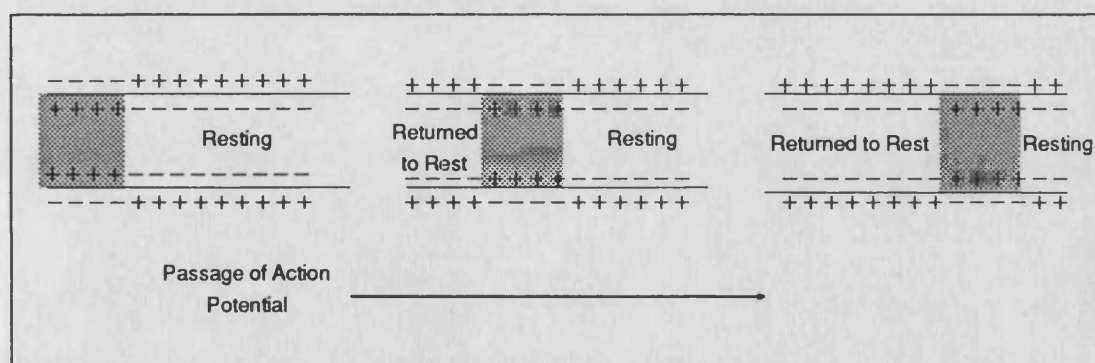 Resting
Returned
to Rest
Resting
Returned to Rest
Resting
Passage of Action
Potential